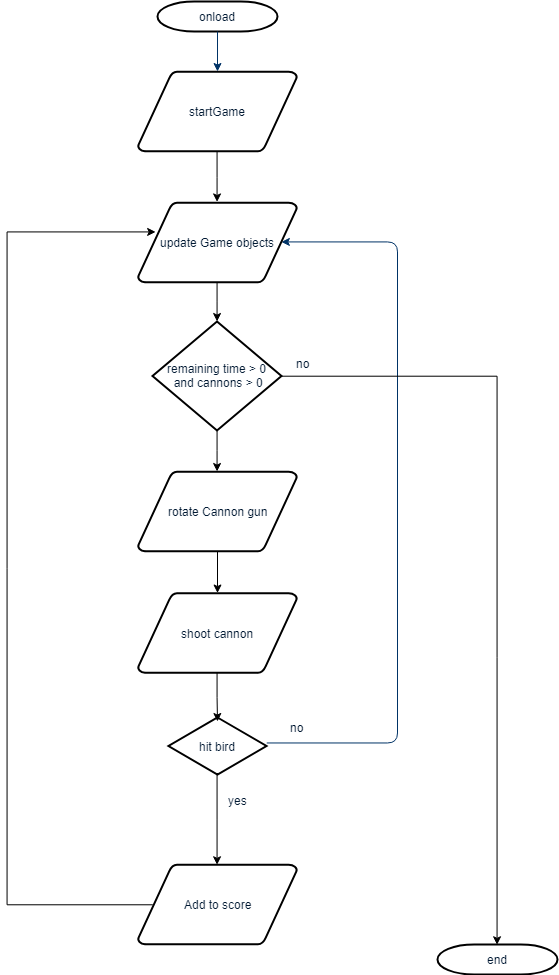 onload
startGame
update Game objects
remaining time > 0
and cannons > 0
no
rotate Cannon gun
shoot cannon
no
hit bird
yes
Add to score
end